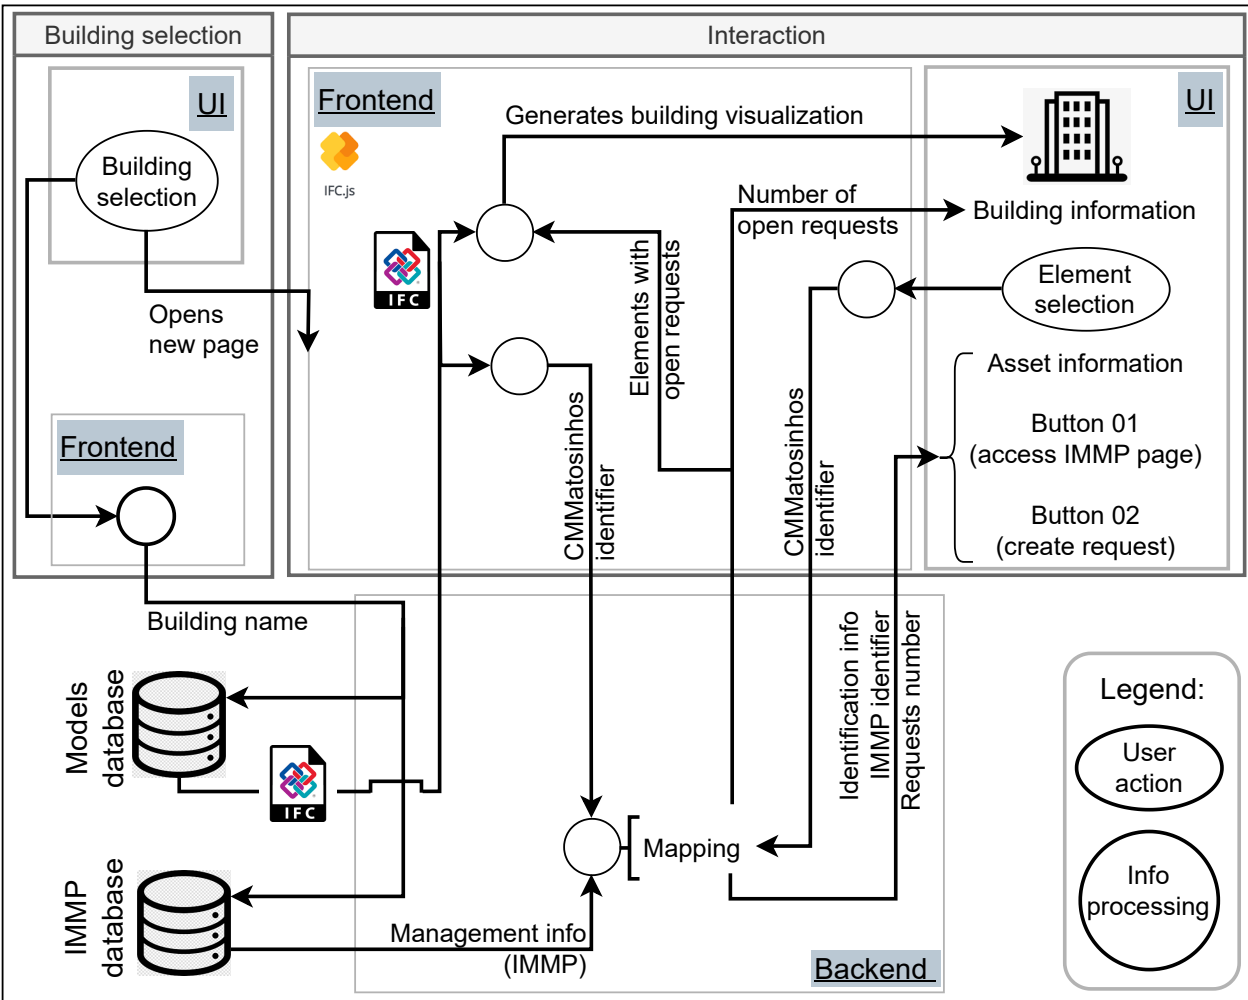 Building selection
UI
Building
selection
Opens
new page
Frontend
Interaction
Frontend
IFC.js
Generates building visualization
UI
Number of
open requests
Building information
IFC
Elements with
open requests
Element
selection
CMMatosinhos
identifier
CMMatosinhos
identifier
Asset information
Button 01
(access IMMP page)
Button 02
(create request)
Building name
Models
database
IFC
Identification info
IMMP identifier
Requests number
Mapping
IMMP
database
Management info
(IMMP)
Backend
Legend:
User
action
Info
processing